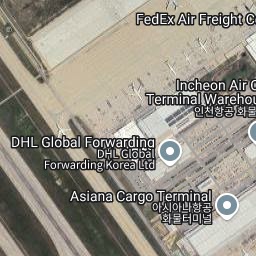 FedEx Air Freight C
Incheon Air C
Terminal Warehou
인천항공 화물
DHL Global Forwarding
DHL Global
Forwarding Korea Ltd
Asiana Cargo Terminal
아시아나항공
화물터미널